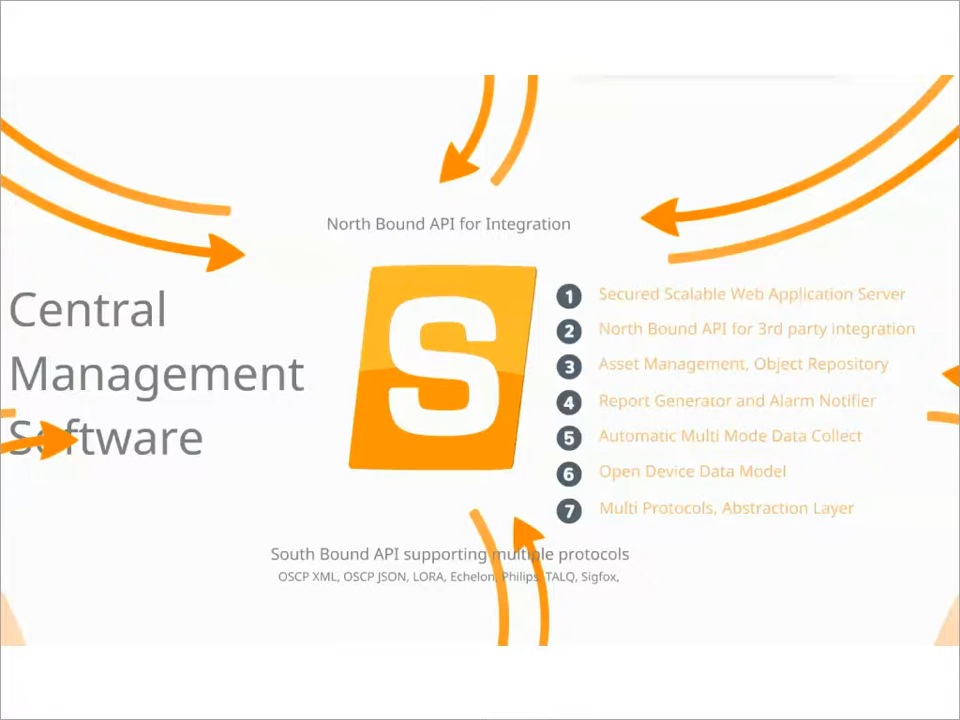 North Bound API for Integration
Central
Management
Software
S
1 Secured Scalable Web Application Server
2 North Bound API for 3rd party integration
3 Asset Management, Object Repository
4 Report Generator and Alarm Notifier
5 Automatic Multi Mode Data Collect
6 Open Device Data Model
7 Multi Protocols, Abstraction Layer
South Bound API supporting multiple protocols
OSCP XML, OSCP JSON, LORA, Echelon, Philips, TALQ, Sigfox,